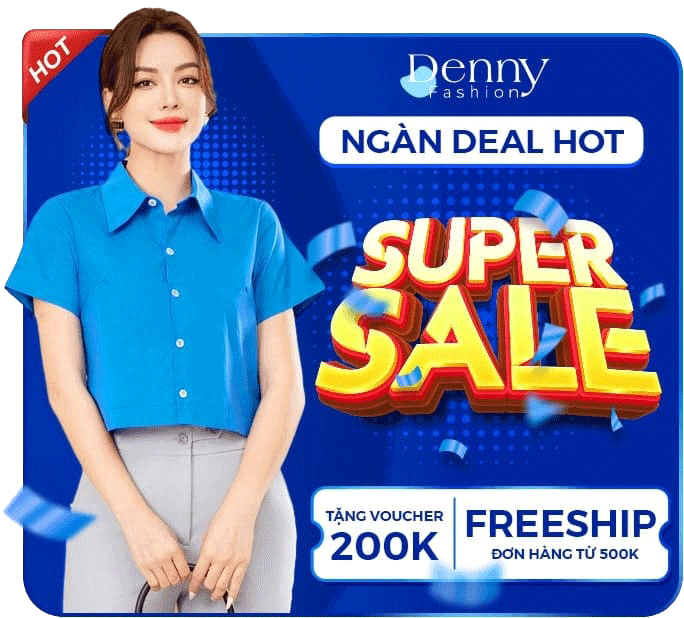 HOT
Denny
Fashion
NGÀN DEAL HOT
SUPER
SALE
TẶNG VOUCHER
200K
FREESHIP
ĐƠN HÀNG TỪ 500K